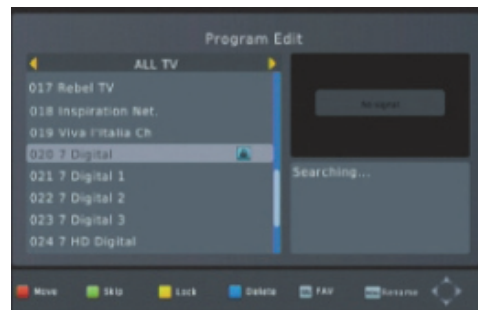 Program Edit
ALL TV
017 Rebel TV
018 Inspiration Net.
019 Viva l'Italia Ch
020 7 Digital
021 7 Digital 1
022 7 Digital 2
023 7 Digital 3
024 7 HD Digital
No signal
Searching...
Move
Skip
Lock
Delete
FAV
Rename